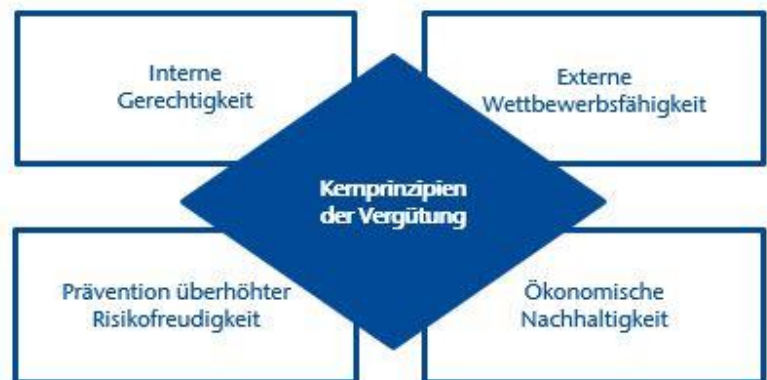 Interne
Gerechtigkeit
Externe
Wettbewerbsfähigkeit
Kernprinzipien
der Vergütung
Prävention überhöhter
Risikofreudigkeit
Ökonomische
Nachhaltigkeit